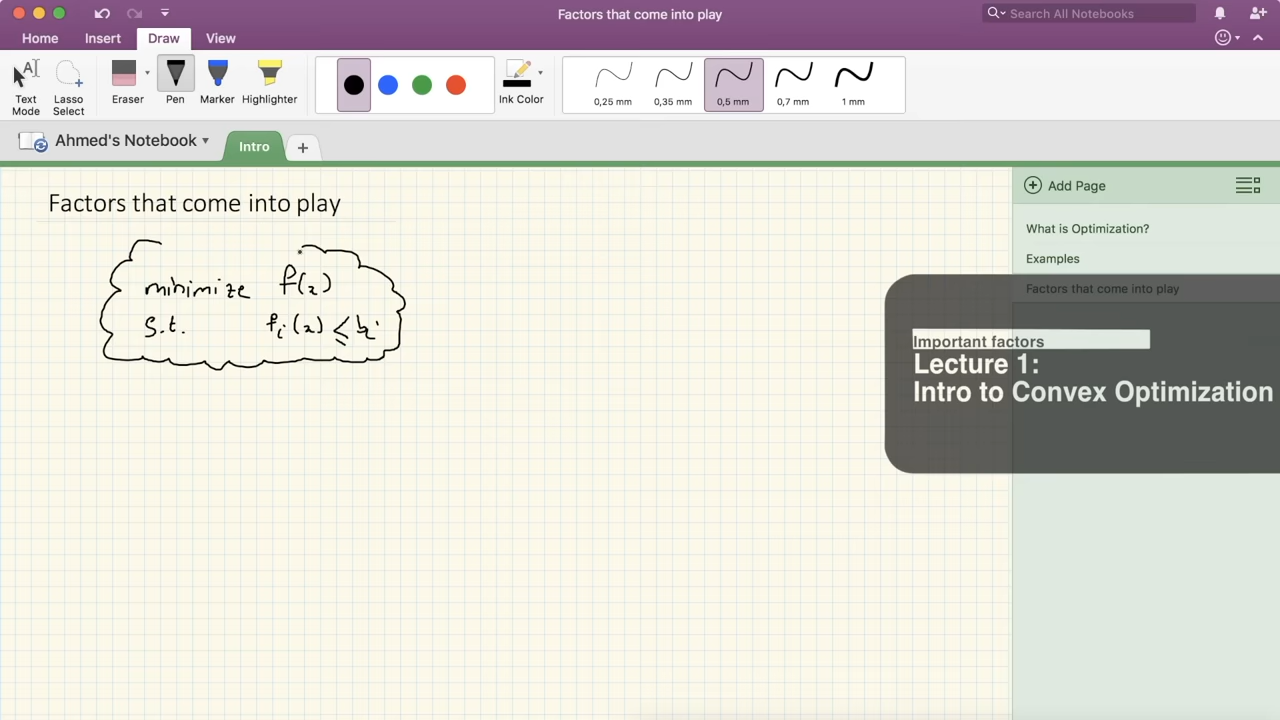 Factors that come into play
Search All Notebooks
Home Insert Draw View
Text Mode
Lasso Select
Eraser
Pen
Marker
Highlighter
Ink Color
0,25 mm
0,35 mm
0,5 mm
0,7 mm
1 mm
Ahmed's Notebook
Intro
Factors that come into play
minimize f(x)
s.t. fi(x) ≤ bi
Add Page
What is Optimization?
Examples
Factors that come into play
Important factors
Lecture 1:
Intro to Convex Optimization